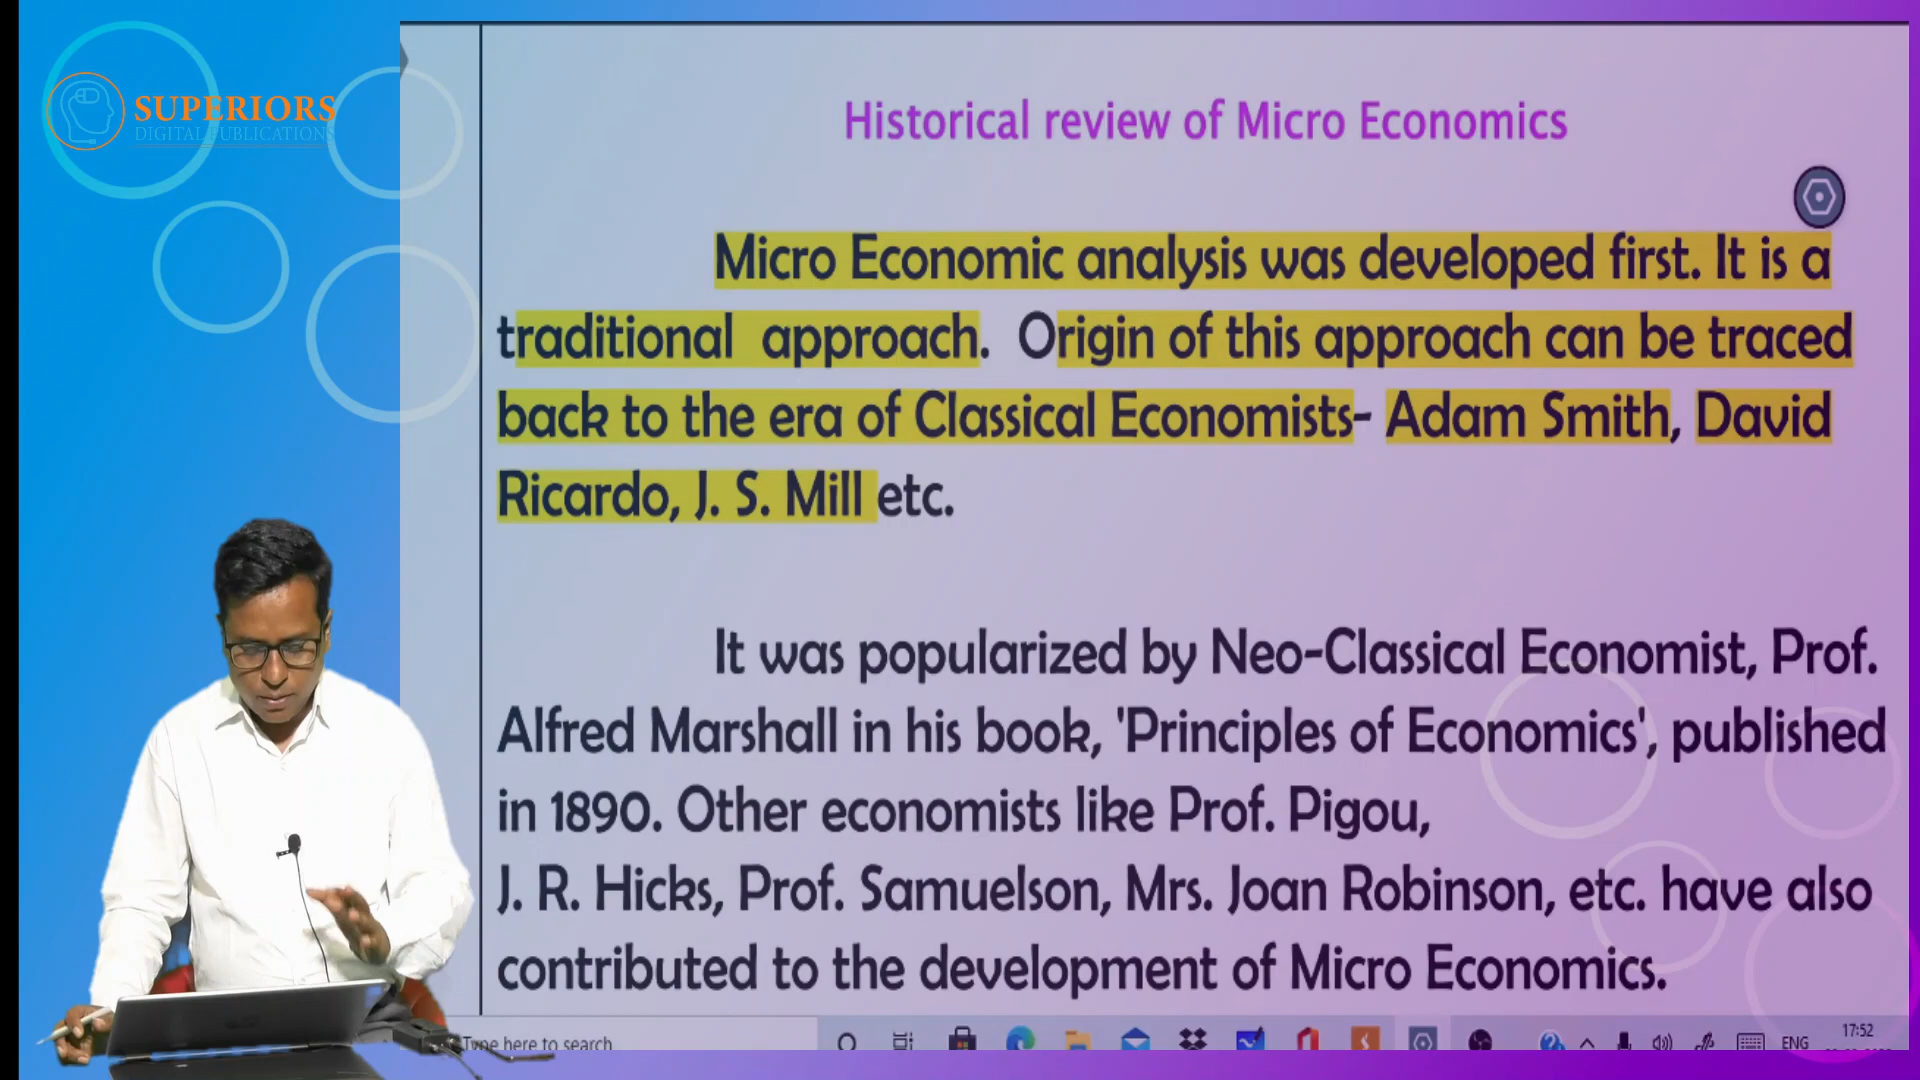 SUPERIORS
DIGITAL PUBLICATIONS
Historical review of Micro Economics
Micro Economic analysis was developed first. It is a
traditional approach. Origin of this approach can be traced
back to the era of Classical Economists- Adam Smith, David
Ricardo, J. S. Mill etc.
It was popularized by Neo-Classical Economist, Prof.
Alfred Marshall in his book, 'Principles of Economics', published
in 1890. Other economists like Prof. Pigou,
J. R. Hicks, Prof. Samuelson, Mrs. Joan Robinson, etc. have also
contributed to the development of Micro Economics.
Type here to search
ENG
17:52